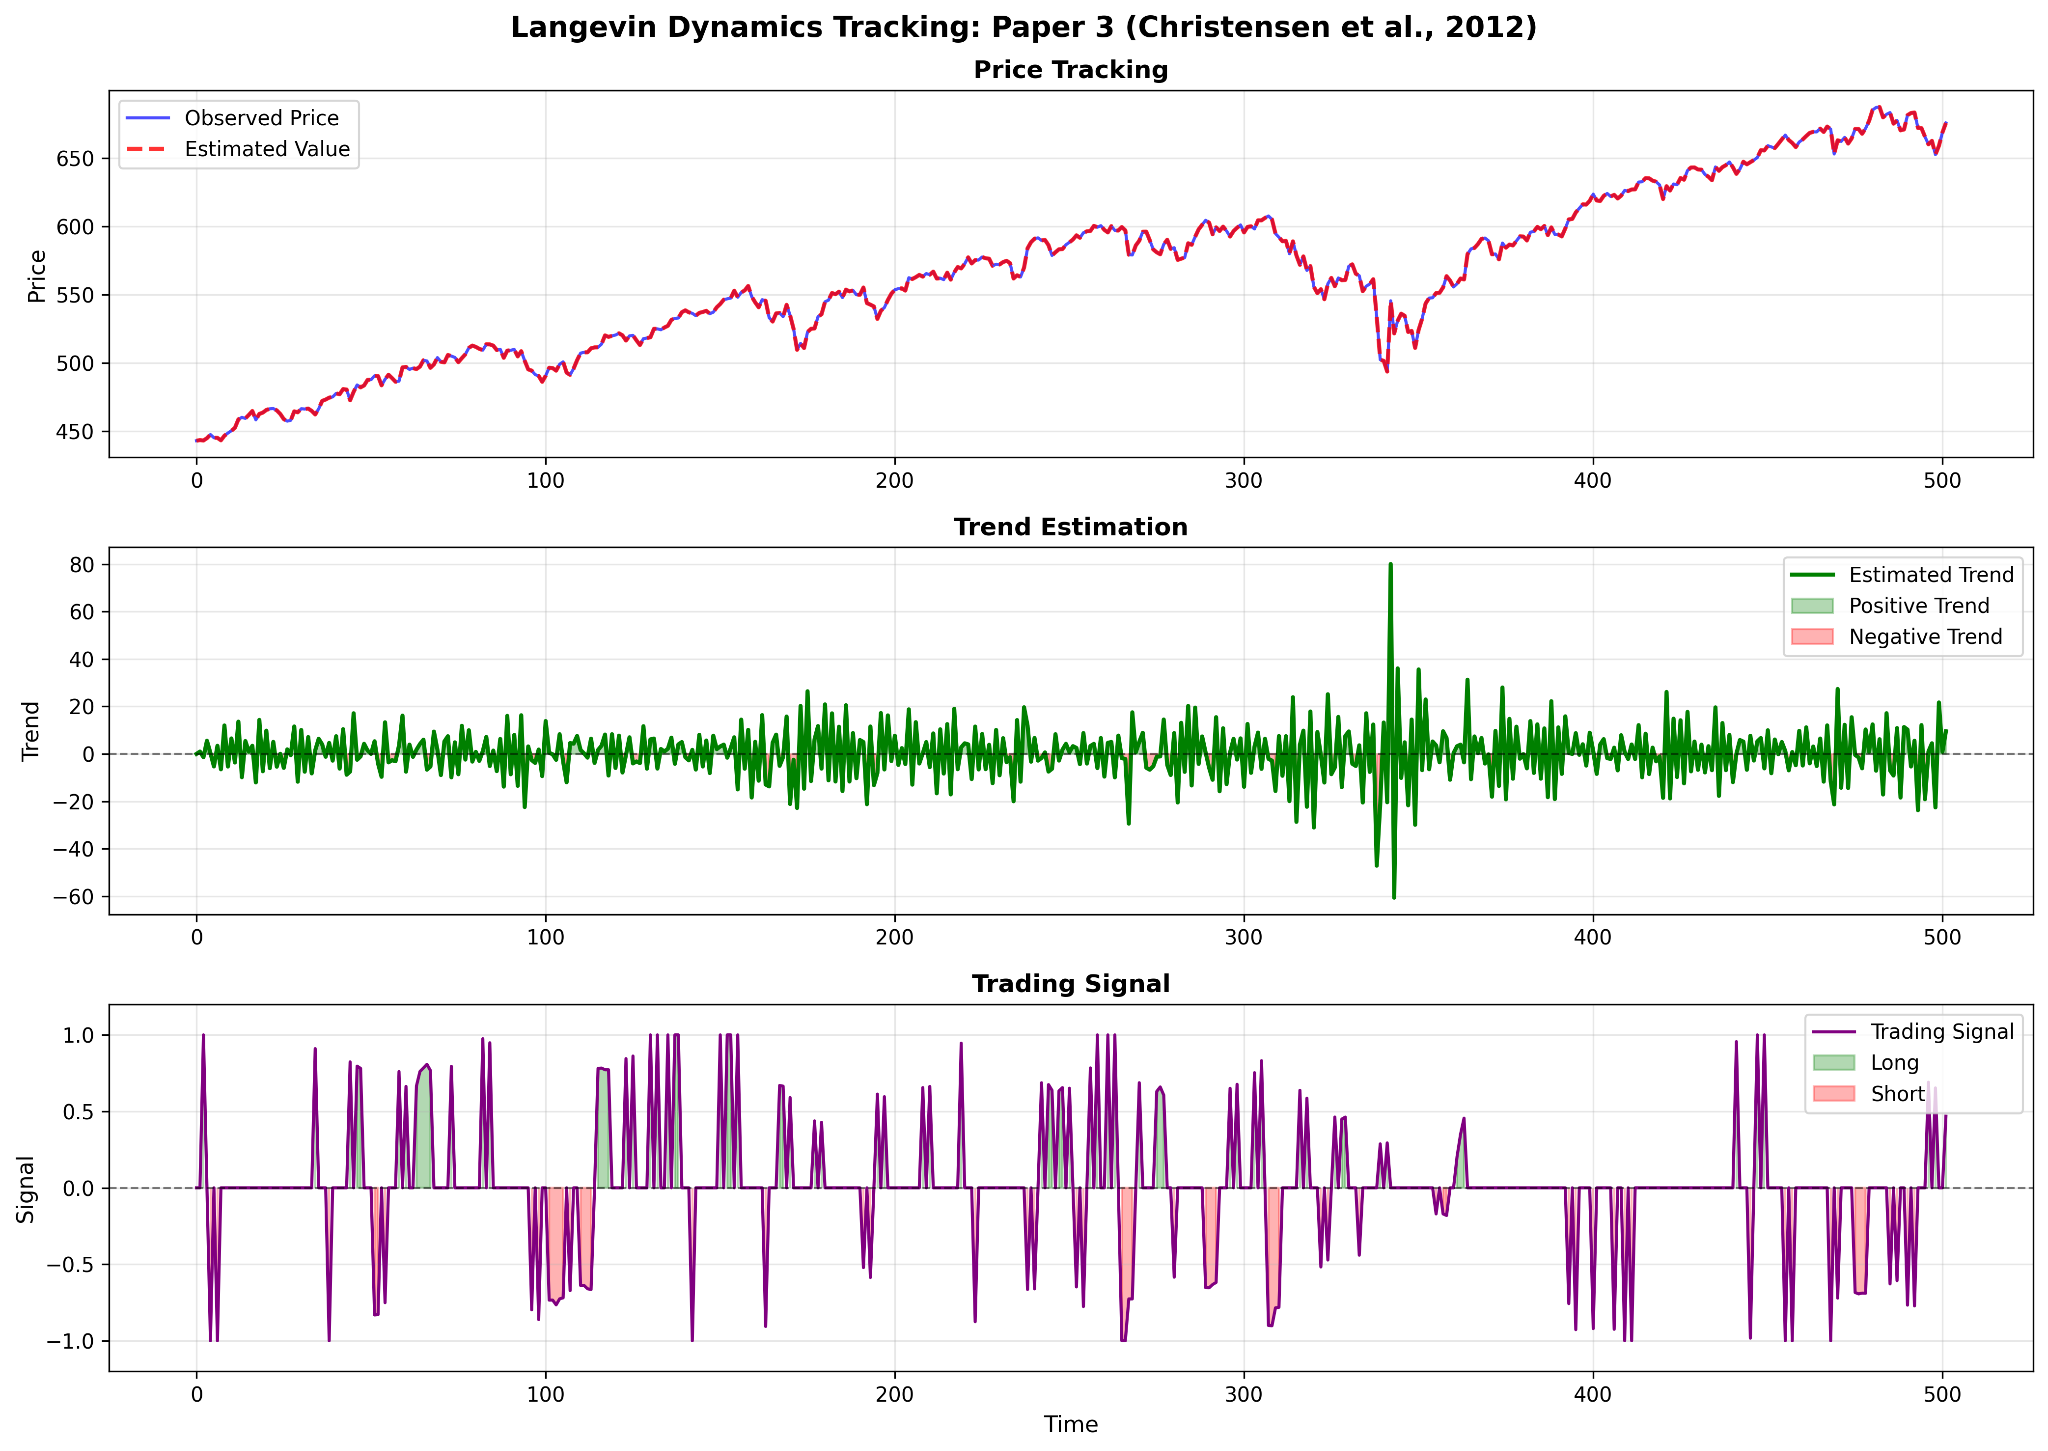 Langevin Dynamics Tracking: Paper 3 (Christensen et al., 2012)
Price Tracking
Observed Price
Estimated Value
Price
650
600
550
500
450
0 100 200 300 400 500
Trend Estimation
Estimated Trend
Positive Trend
Negative Trend
Trend
80
60
40
20
0
−20
−40
−60
0 100 200 300 400 500
Trading Signal
Trading Signal
Long
Short
Signal
1.0
0.5
0.0
−0.5
−1.0
0 100 200 300 400 500
Time